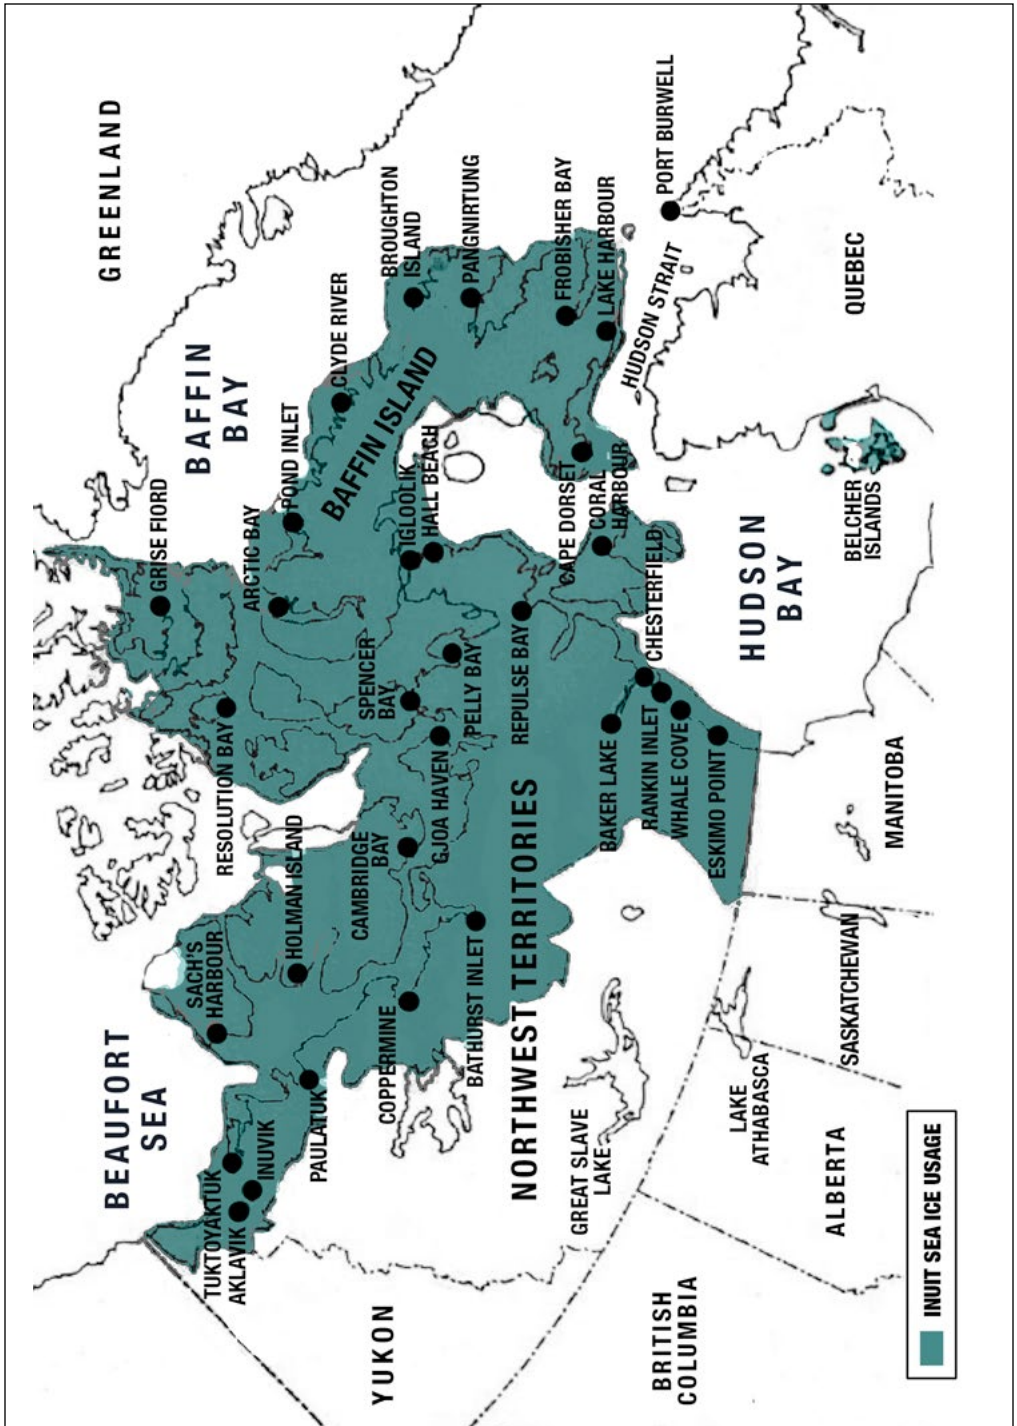 GREENLAND
BAFFIN
BAY
BEAUFORT
SEA
GRISE FIORD
RESOLUTION BAY
ARCTIC BAY
POND INLET
CLYDE RIVER
BROUGHTON
ISLAND
PANGNIRTUNG
BAFFIN ISLAND
SACH'S
HARBOUR
HOLMAN ISLAND
TUKTOYAKTUK
AKLAVIK
INUVIK
PAULATUK
CAMBRIDGE
BAY
SPENCER
BAY
IGLOOLIK
HALL BEACH
GJOA HAVEN
PELLY BAY
COPPERMINE
BATHURST INLET
REPULSE BAY
CAPE DORSET
FROBISHER BAY
LAKE HARBOUR
CORAL
HARBOUR
NORTHWEST TERRITORIES
BAKER LAKE
CHESTERFIELD
RANKIN INLET
WHALE COVE
ESKIMO POINT
HUDSON STRAIT
PORT BURWELL
HUDSON
BAY
BELCHER
ISLANDS
QUEBEC
YUKON
GREAT SLAVE
LAKE
LAKE
ATHABASCA
BRITISH
COLUMBIA
ALBERTA
SASKATCHEWAN
MANITOBA
INUIT SEA ICE USAGE